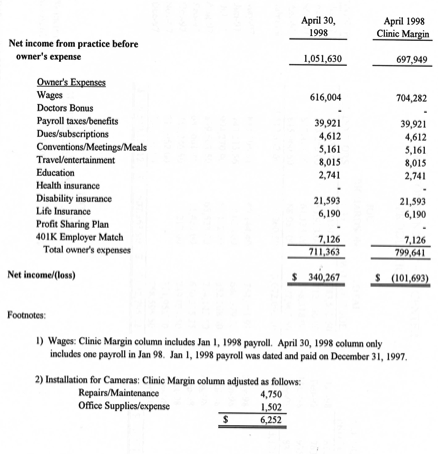 April 30, April 1998
1998 Clinic Margin
Net income from practice before
owner's expense 1,051,630 697,949
Owner's Expenses
Wages 616,004 704,282
Doctors Bonus - -
Payroll taxes/benefits 39,921 39,921
Dues/subscriptions 4,612 4,612
Conventions/Meetings/Meals 5,161 5,161
Travel/entertainment 8,015 8,015
Education 2,741 2,741
Health insurance - -
Disability insurance 21,593 21,593
Life Insurance 6,190 6,190
Profit Sharing Plan - -
401K Employer Match 7,126 7,126
Total owner's expenses 711,363 799,641
Net income/(loss) $ 340,267 $ (101,693)
Footnotes:
1) Wages: Clinic Margin column includes Jan 1, 1998 payroll. April 30, 1998 column only
includes one payroll in Jan 98. Jan 1, 1998 payroll was dated and paid on December 31, 1997.
2) Installation for Cameras: Clinic Margin column adjusted as follows:
Repairs/Maintenance 4,750
Office Supplies/expense 1,502
$ 6,252